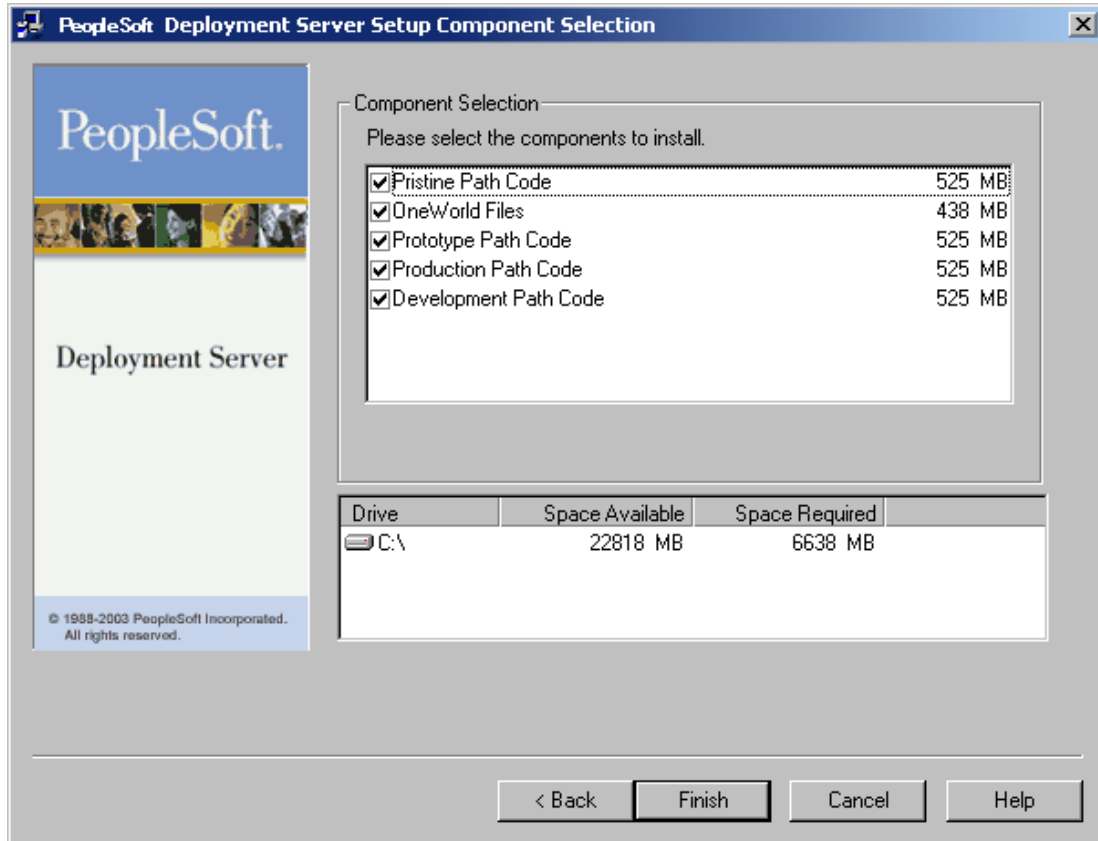 PeopleSoft Deployment Server Setup Component Selection
PeopleSoft.
Deployment Server
© 1988-2003 PeopleSoft Incorporated.
All rights reserved.
Component Selection
Please select the components to install.
Pristine Path Code 525 MB
OneWorld Files 438 MB
Prototype Path Code 525 MB
Production Path Code 525 MB
Development Path Code 525 MB
Drive Space Available Space Required
C:\ 22818 MB 6638 MB
< Back Finish Cancel Help